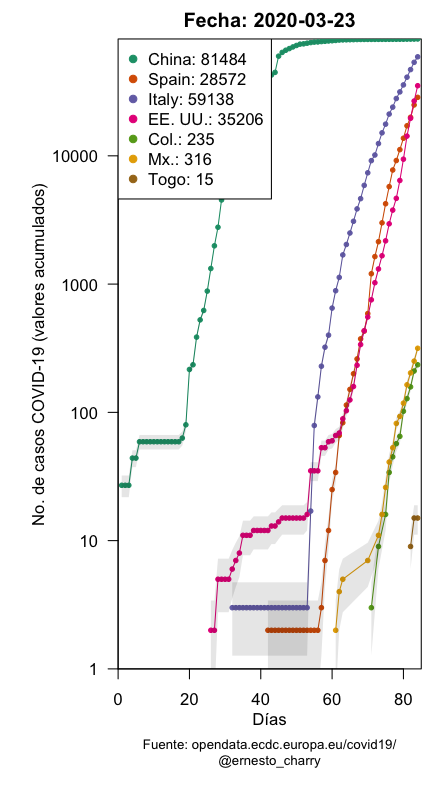 Fecha: 2020-03-23
China: 81484
Spain: 28572
Italy: 59138
EE. UU.: 35206
Col.: 235
Mx.: 316
Togo: 15
No. de casos COVID-19 (valores acumulados)
10000
1000
100
10
1
0 20 40 60 80
Días
Fuente: opendata.ecdc.europa.eu/covid19/
@ernesto_charry